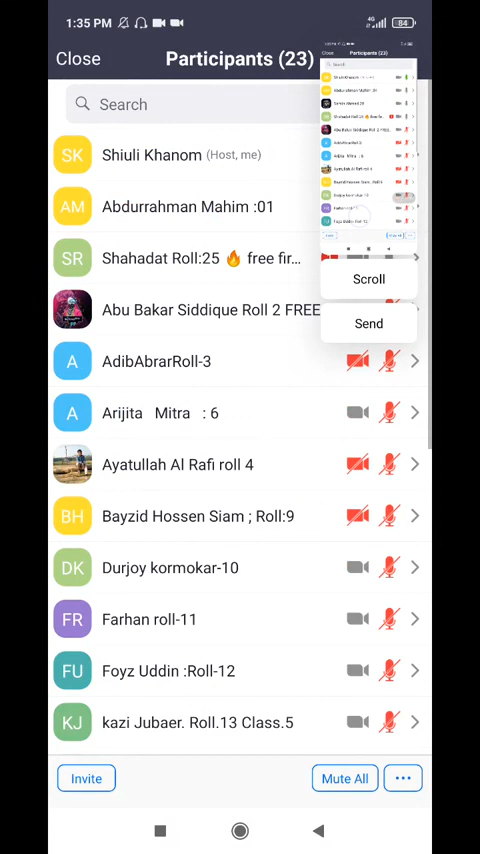 1:35 PM
4G
84
Close
Participants (23)
Search
SK
Shiuli Khanom (Host, me)
AM
Abdurrahman Mahim :01
SR
Shahadat Roll:25 🔥 free fir...
Abu Bakar Siddique Roll 2 FREE
Scroll
Send
A
AdibAbrarRoll-3
A
Arijita Mitra : 6
Ayatullah Al Rafi roll 4
BH
Bayzid Hossen Siam ; Roll:9
DK
Durjoy kormokar-10
FR
Farhan roll-11
FU
Foyz Uddin :Roll-12
KJ
kazi Jubaer. Roll.13 Class.5
Invite
Mute All
...